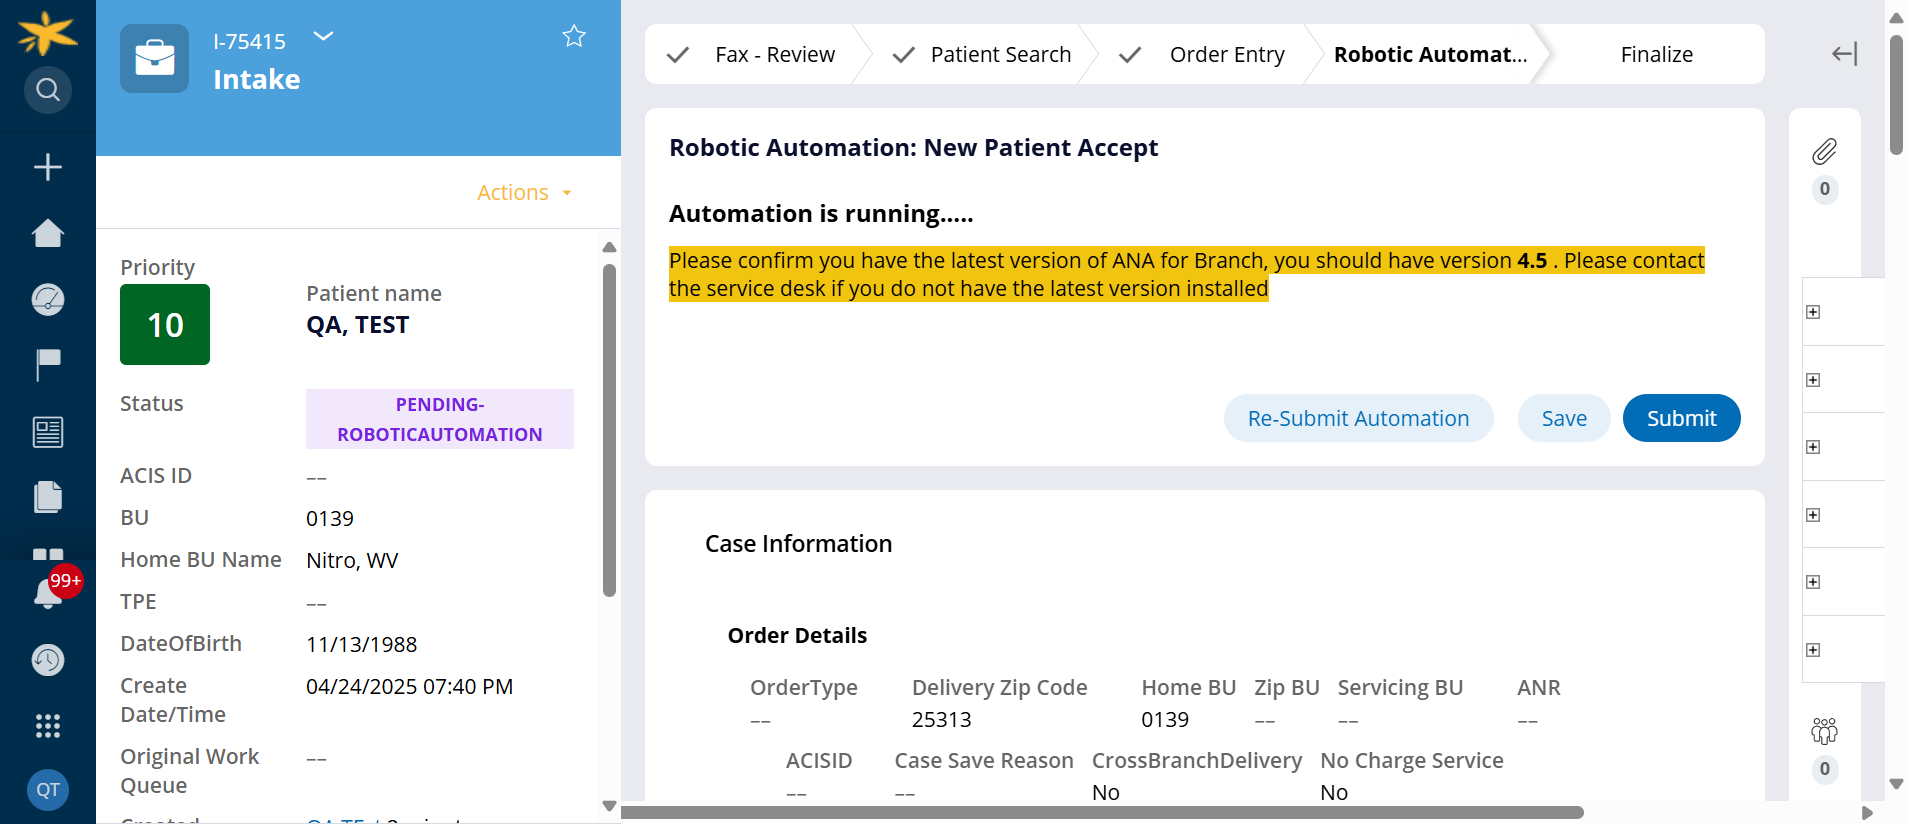 I-75415
Intake
Actions
Priority
10
Patient name
QA, TEST
Status
PENDING-
ROBOTICAUTOMATION
ACIS ID
––
BU
0139
Home BU Name
Nitro, WV
TPE
––
DateOfBirth
11/13/1988
Create
Date/Time
04/24/2025 07:40 PM
Original Work
Queue
––
99+
QT
Fax - Review
Patient Search
Order Entry
Robotic Automat...
Finalize
Robotic Automation: New Patient Accept
Automation is running.....
Please confirm you have the latest version of ANA for Branch, you should have version 4.5 . Please contact
the service desk if you do not have the latest version installed
Re-Submit Automation
Save
Submit
Case Information
Order Details
OrderType Delivery Zip Code Home BU Zip BU Servicing BU ANR
–– 25313 0139 –– –– ––
ACISID Case Save Reason CrossBranchDelivery No Charge Service
–– –– No No
0
0